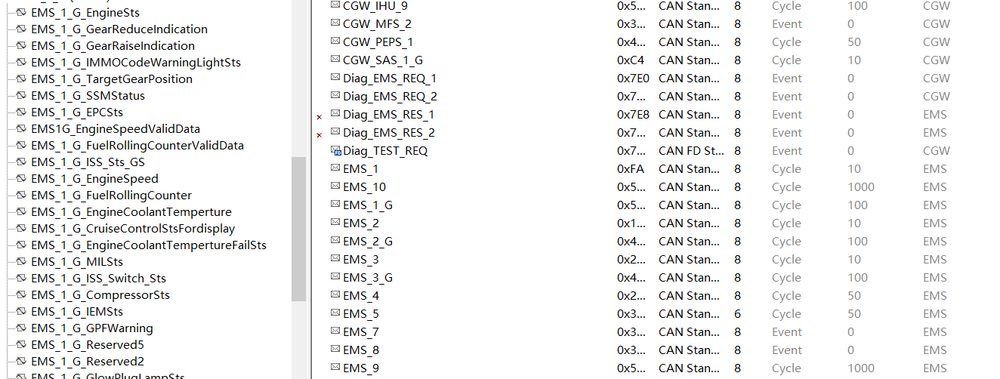 EMS_1_G_EngineSts
EMS_1_G_GearReduceIndication
EMS_1_G_GearRaiseIndication
EMS_1_G_IMMOCodeWarningLightSts
EMS_1_G_TargetGearPosition
EMS_1_G_SSMStatus
EMS_1_G_EPCSts
EMS1G_EngineSpeedValidData
EMS_1_G_FuelRollingCounterValidData
EMS_1_G_ISS_Sts_GS
EMS_1_G_EngineSpeed
EMS_1_G_FuelRollingCounter
EMS_1_G_EngineCoolantTemperture
EMS_1_G_CruiseControlStsFordisplay
EMS_1_G_EngineCoolantTempertureFailSts
EMS_1_G_MILSts
EMS_1_G_ISS_Switch_Sts
EMS_1_G_CompressorSts
EMS_1_G_IEMSts
EMS_1_G_GPFWarning
EMS_1_G_Reserved5
EMS_1_G_Reserved2
EMS_1_G_GlowPlugLampSts
CGW_IHU_9 0x5... CAN Stan... 8 Cycle 100 CGW
CGW_MFS_2 0x3... CAN Stan... 8 Event 0 CGW
CGW_PEPS_1 0x4... CAN Stan... 8 Cycle 50 CGW
CGW_SAS_1_G 0xC4 CAN Stan... 8 Cycle 10 CGW
Diag_EMS_REQ_1 0x7E0 CAN Stan... 8 Event 0 CGW
Diag_EMS_REQ_2 0x7... CAN Stan... 8 Event 0 CGW
Diag_EMS_RES_1 0x7E8 CAN Stan... 8 Event 0 EMS
Diag_EMS_RES_2 0x7... CAN Stan... 8 Event 0 EMS
Diag_TEST_REQ 0x7... CAN FD St... 8 Event 0 CGW
EMS_1 0xFA CAN Stan... 8 Cycle 10 EMS
EMS_10 0x5... CAN Stan... 8 Cycle 1000 EMS
EMS_1_G 0x5... CAN Stan... 8 Cycle 100 EMS
EMS_2 0x1... CAN Stan... 8 Cycle 10 EMS
EMS_2_G 0x4... CAN Stan... 8 Cycle 100 EMS
EMS_3 0x2... CAN Stan... 8 Cycle 10 EMS
EMS_3_G 0x4... CAN Stan... 8 Cycle 100 EMS
EMS_4 0x2... CAN Stan... 8 Cycle 50 EMS
EMS_5 0x3... CAN Stan... 6 Cycle 50 EMS
EMS_7 0x3... CAN Stan... 8 Event 0 EMS
EMS_8 0x3... CAN Stan... 8 Event 0 EMS
EMS_9 0x5... CAN Stan... 8 Cycle 1000 EMS